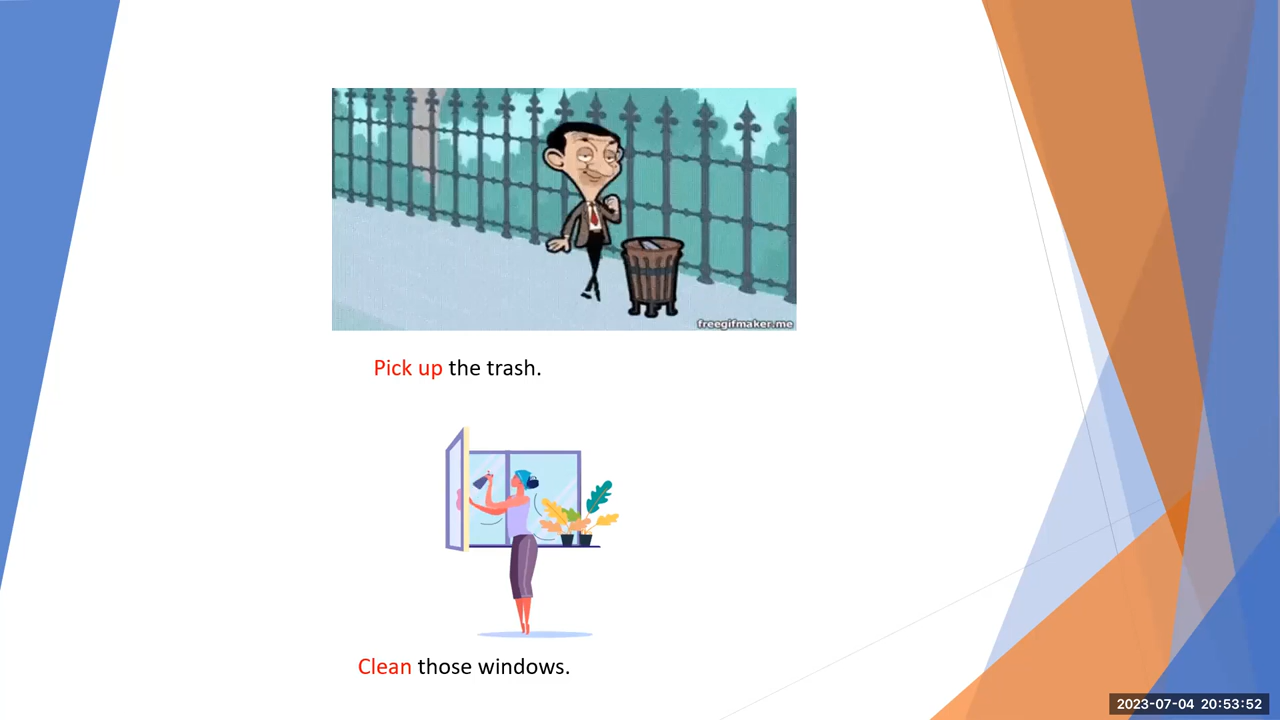 freegifmaker.me
Pick up the trash.
Clean those windows.
2023-07-04 20:53:52